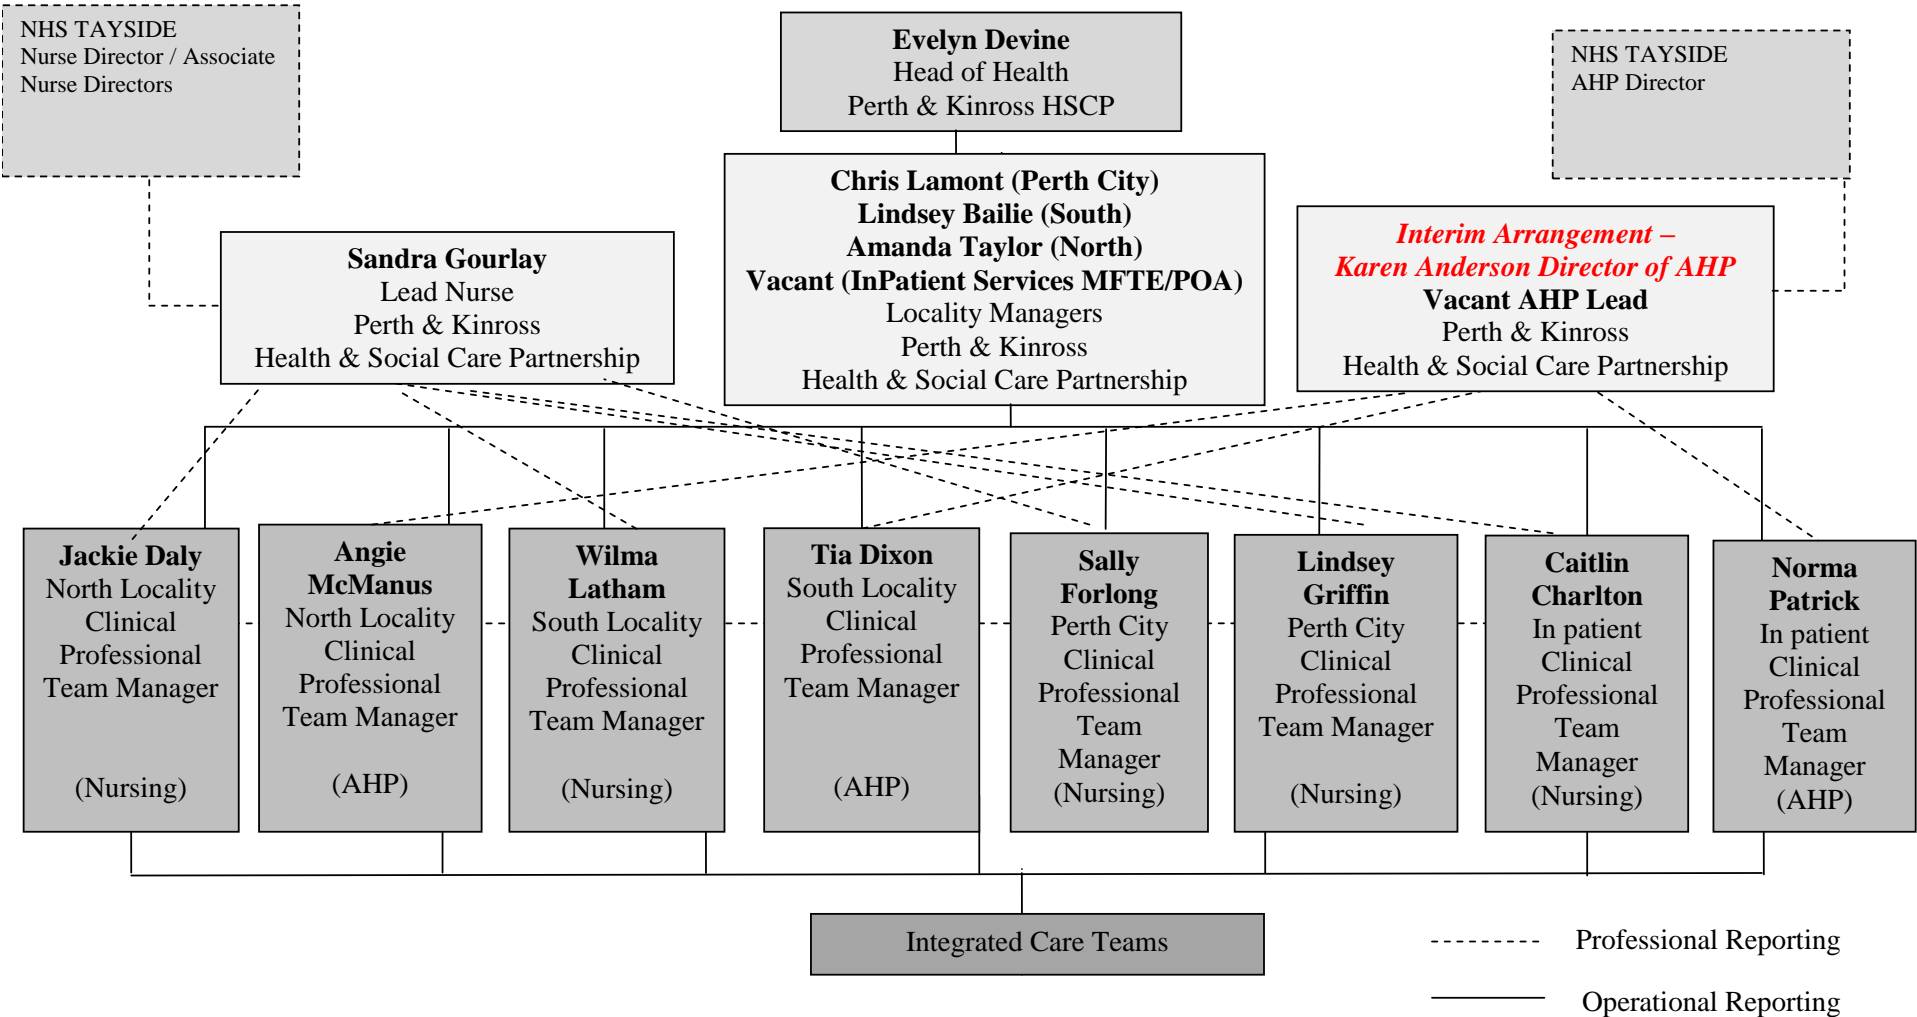 NHS TAYSIDE
Nurse Director / Associate
Nurse Directors
Evelyn Devine
Head of Health
Perth & Kinross HSCP
NHS TAYSIDE
AHP Director
Sandra Gourlay
Lead Nurse
Perth & Kinross
Health & Social Care Partnership
Chris Lamont (Perth City)
Lindsey Bailie (South)
Amanda Taylor (North)
Vacant (InPatient Services MFTE/POA)
Locality Managers
Perth & Kinross
Health & Social Care Partnership
Interim Arrangement –
Karen Anderson Director of AHP
Vacant AHP Lead
Perth & Kinross
Health & Social Care Partnership
Jackie Daly
North Locality
Clinical
Professional
Team Manager
(Nursing)
Angie
McManus
North Locality
Clinical
Professional
Team Manager
(AHP)
Wilma
Latham
South Locality
Clinical
Professional
Team Manager
(Nursing)
Tia Dixon
South Locality
Clinical
Professional
Team Manager
(AHP)
Sally
Forlong
Perth City
Clinical
Professional
Team
Manager
(Nursing)
Lindsey
Griffin
Perth City
Clinical
Professional
Team Manager
(Nursing)
Caitlin
Charlton
In patient
Clinical
Professional
Team
Manager
(Nursing)
Norma
Patrick
In patient
Clinical
Professional
Team
Manager
(AHP)
Integrated Care Teams
Professional Reporting
Operational Reporting